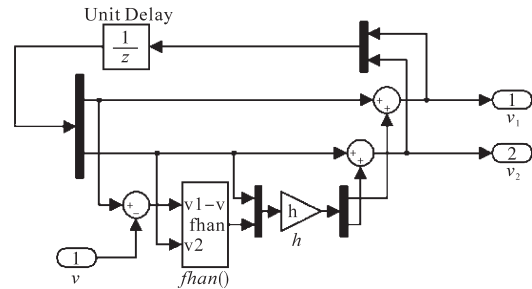 Unit Delay
1
z
+
+
1
v1
+
+
2
v2
+
−
v1−v
fhan
v2
h
h
1
v
fhan()